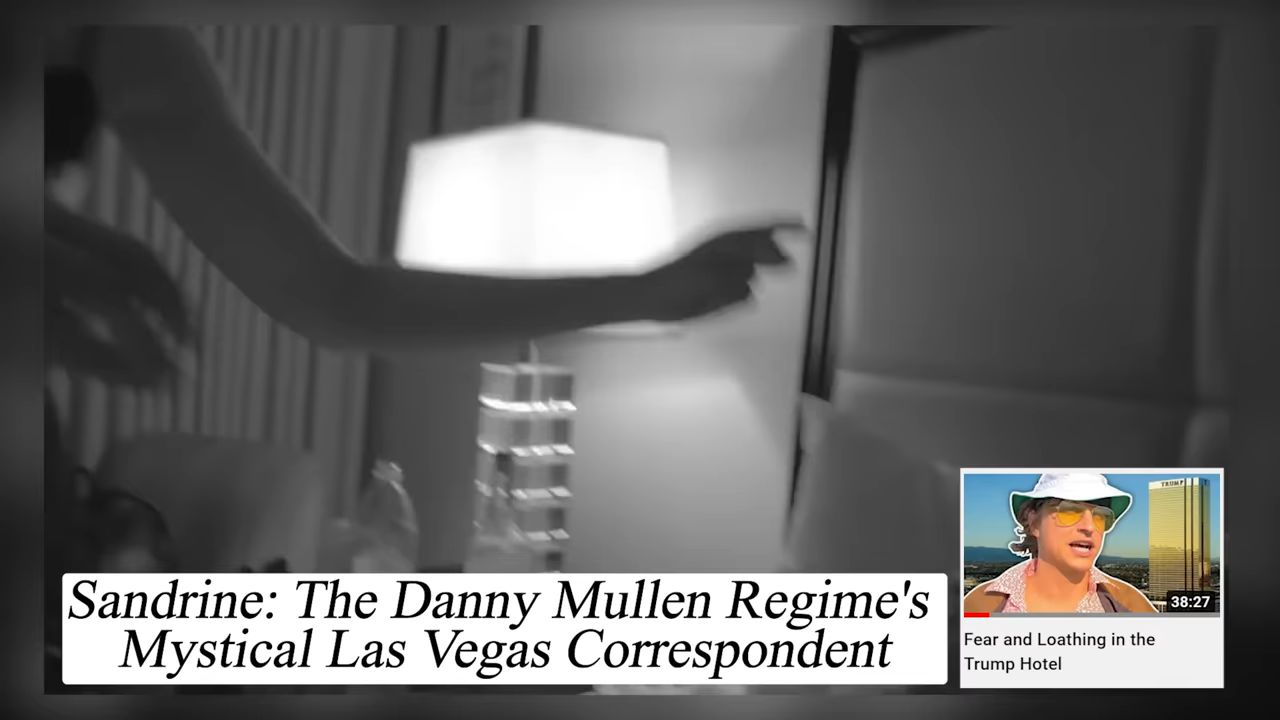 Sandrine: The Danny Mullen Regime's
Mystical Las Vegas Correspondent
TRUMP
38:27
Fear and Loathing in the
Trump Hotel